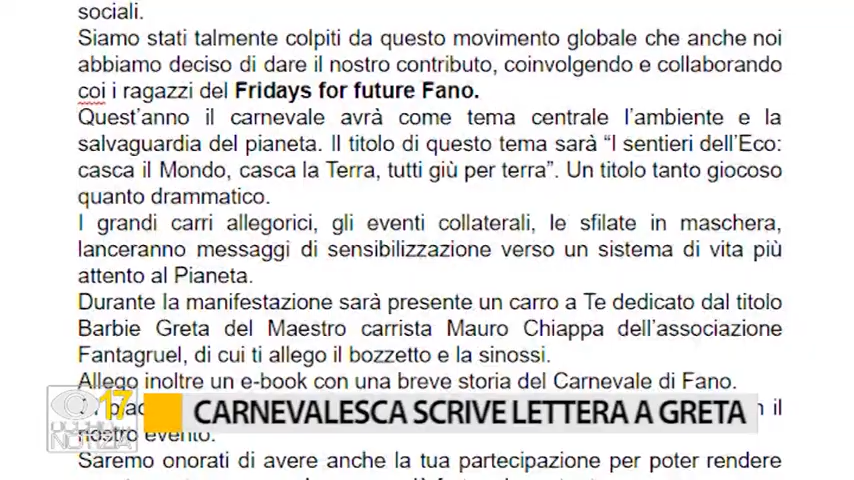 sociali.
Siamo stati talmente colpiti da questo movimento globale che anche noi
abbiamo deciso di dare il nostro contributo, coinvolgendo e collaborando
coi i ragazzi del Fridays for future Fano.
Quest’anno il carnevale avrà come tema centrale l’ambiente e la
salvaguardia del pianeta. Il titolo di questo tema sarà “I sentieri dell’Eco:
casca il Mondo, casca la Terra, tutti giù per terra”. Un titolo tanto giocoso
quanto drammatico.
I grandi carri allegorici, gli eventi collaterali, le sfilate in maschera,
lanceranno messaggi di sensibilizzazione verso un sistema di vita più
attento al Pianeta.
Durante la manifestazione sarà presente un carro a Te dedicato dal titolo
Barbie Greta del Maestro carrista Mauro Chiappa dell’associazione
Fantagruel, di cui ti allego il bozzetto e la sinossi.
Allego inoltre un e-book con una breve storia del Carnevale di Fano.
il
17
CARNEVALESCA SCRIVE LETTERA A GRETA
OCCHIO
NOTIZIA
nostro evento.
Saremo onorati di avere anche la tua partecipazione per poter rendere